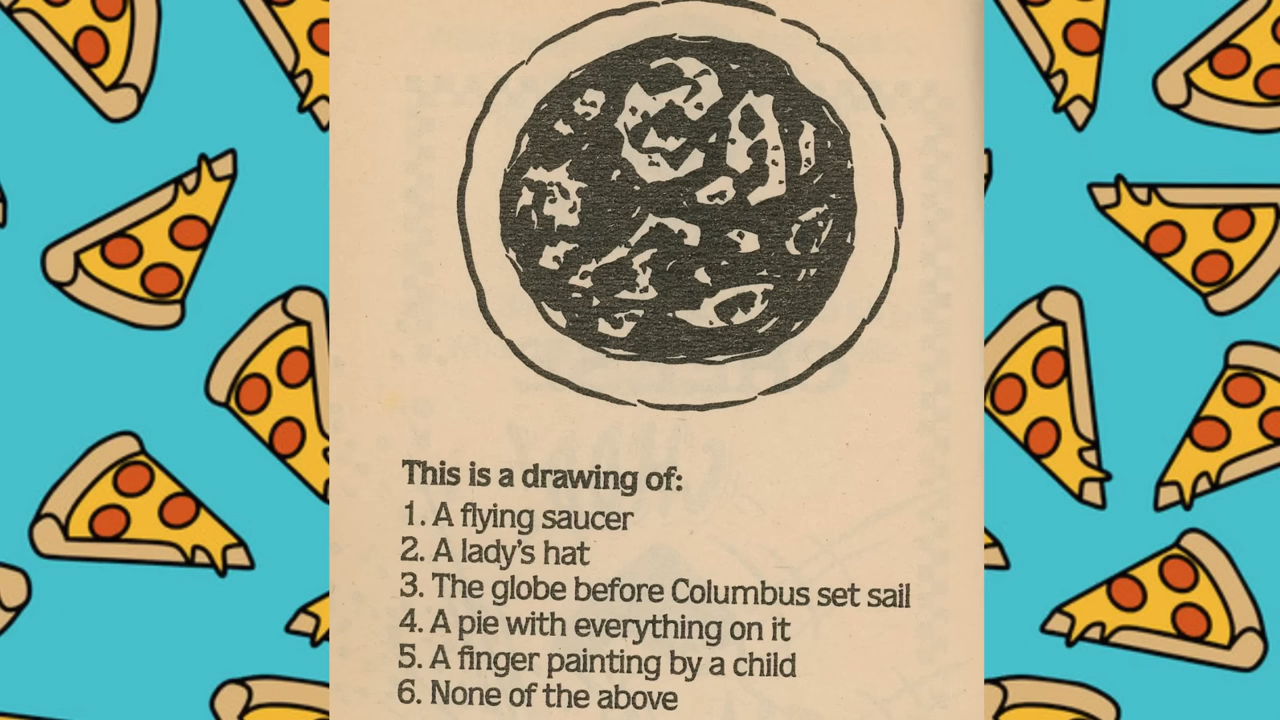 This is a drawing of:
1. A flying saucer
2. A lady's hat
3. The globe before Columbus set sail
4. A pie with everything on it
5. A finger painting by a child
6. None of the above